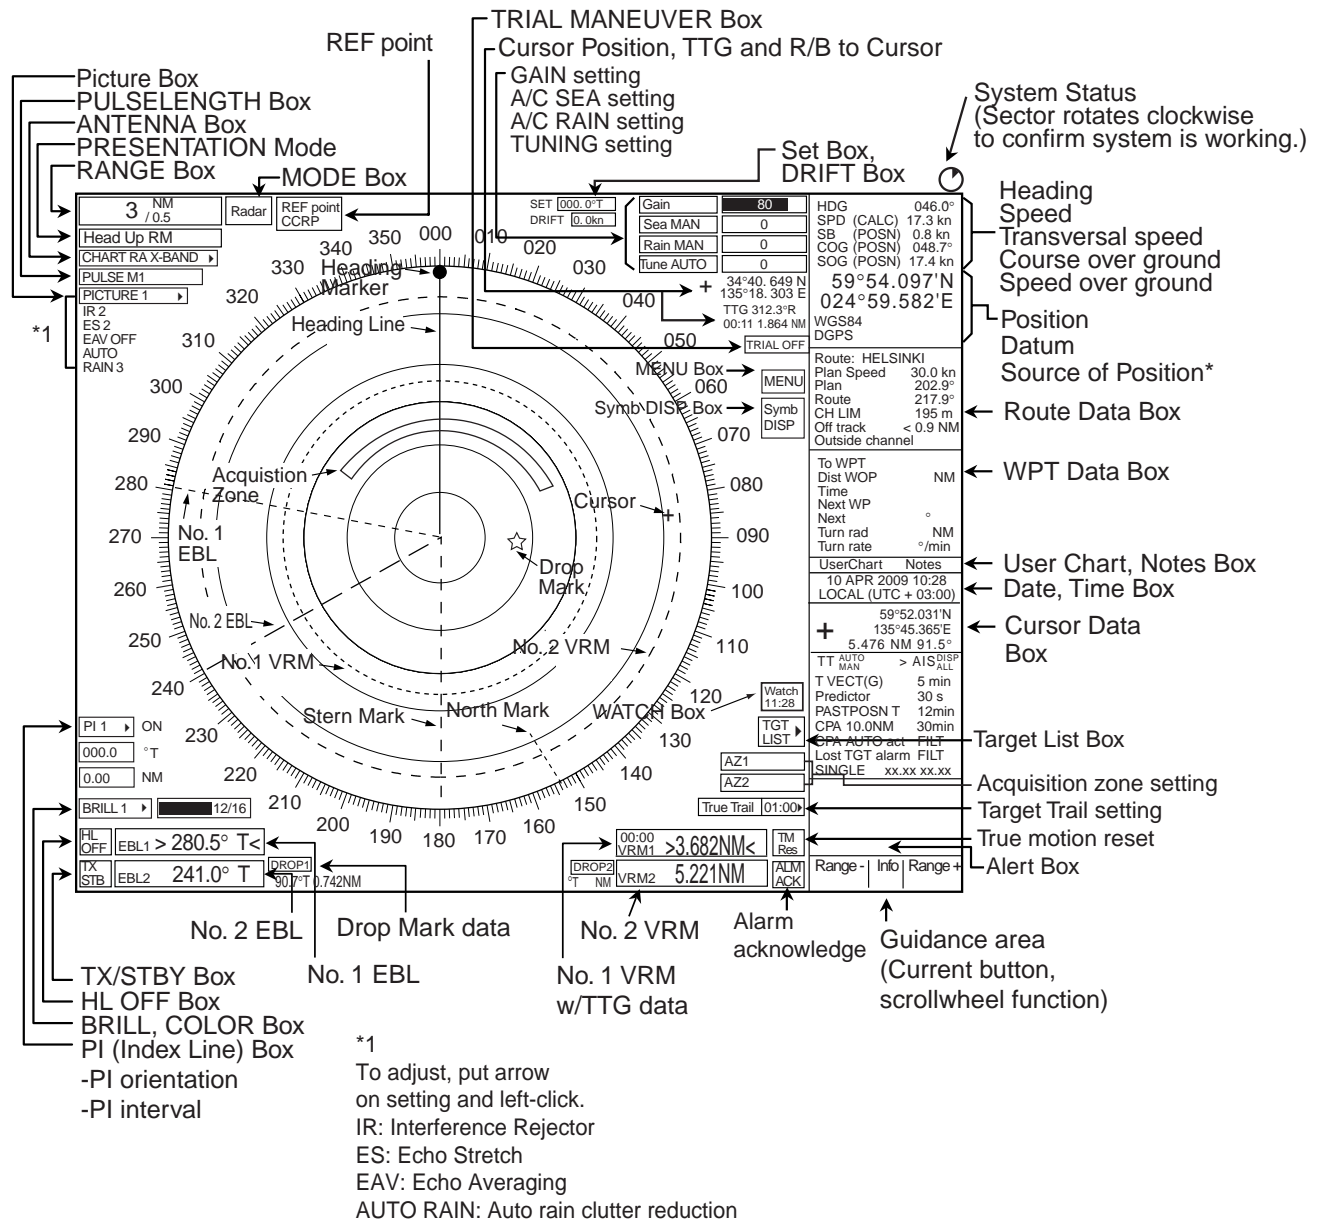 TRIAL MANEUVER Box
REF point
Cursor Position, TTG and R/B to Cursor
GAIN setting
A/C SEA setting
A/C RAIN setting
TUNING setting
Picture Box
PULSELENGTH Box
ANTENNA Box
PRESENTATION Mode
RANGE Box
MODE Box
Set Box,
DRIFT Box
System Status
(Sector rotates clockwise
to confirm system is working.)
Heading
Speed
Transversal speed
Course over ground
Speed over ground
Position
Datum
Source of Position*
Route Data Box
WPT Data Box
User Chart, Notes Box
Date, Time Box
Cursor Data
Box
Target List Box
Acquisition zone setting
Target Trail setting
True motion reset
Alert Box
3 NM / 0.5
Radar
REF point
CCRP
Head Up RM
CHART RA X-BAND
PULSE M1
PICTURE 1
IR 2
ES 2
EAV OFF
AUTO
RAIN 3
*1
SET 000. 0°T
DRIFT 0. 0kn
Gain 80
Sea MAN 0
Rain MAN 0
Tune AUTO 0
+ 34°40. 649 N
135°18. 303 E
TTG 312.3°R
00:11 1.864 NM
TRIAL OFF
MENU Box
MENU
Symb DISP Box
Symb
DISP
HDG 046.0°
SPD (CALC) 17.3 kn
SB (POSN) 0.8 kn
COG (POSN) 048.7°
SOG (POSN) 17.4 kn
59°54.097'N
024°59.582'E
WGS84
DGPS
Route: HELSINKI
Plan Speed 30.0 kn
Plan 202.9°
Route 217.9°
CH LIM 195 m
Off track < 0.9 NM
Outside channel
To WPT
Dist WOP NM
Time
Next WP
Next °
Turn rad NM
Turn rate °/min
UserChart Notes
10 APR 2009 10:28
LOCAL (UTC + 03:00)
59°52.031'N
+ 135°45.365'E
5.476 NM 91.5°
TT AUTO MAN > AIS DISP ALL
T VECT(G) 5 min
Predictor 30 s
PASTPOSN T 12min
CPA 10.0NM 30min
CPA AUTO act FILT
Lost TGT alarm FILT
SINGLE xx.xx xx.xx
Range - Info Range +
000
010
020
030
040
050
060
070
080
090
100
110
120
130
140
150
160
170
180
190
200
210
220
230
240
250
260
270
280
290
300
310
320
330
340
350
Heading
Marker
Heading Line
Acquistion
Zone
Cursor
No. 1
EBL
Drop
Mark
No. 2 EBL
No.1 VRM
No. 2 VRM
Stern Mark
North Mark
WATCH Box
Watch
11:28
TGT
LIST
AZ1
AZ2
True Trail 01:00
PI 1 ON
000.0 °T
0.00 NM
BRILL 1 12/16
HL
OFF
EBL1 > 280.5° T<
TX
STB
EBL2 241.0° T
DROP1
90.7°T 0.742NM
00:00
VRM1 >3.682NM<
DROP2
°T NM
VRM2 5.221NM
TM
Res
ALM
ACK
No. 2 EBL
Drop Mark data
No. 2 VRM
Alarm
acknowledge
Guidance area
(Current button,
scrollwheel function)
No. 1 EBL
No. 1 VRM
w/TTG data
TX/STBY Box
HL OFF Box
BRILL, COLOR Box
PI (Index Line) Box
-PI orientation
-PI interval
*1
To adjust, put arrow
on setting and left-click.
IR: Interference Rejector
ES: Echo Stretch
EAV: Echo Averaging
AUTO RAIN: Auto rain clutter reduction